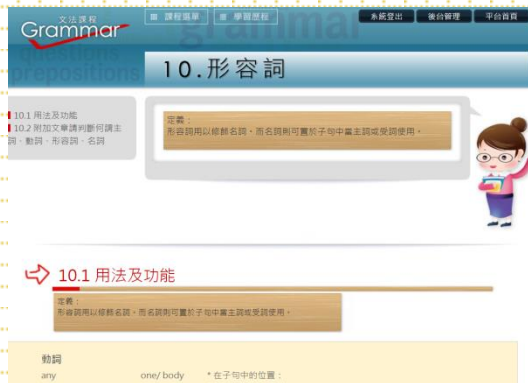 文法課程
Grammar
課程選單
學習歷程
系統登出
後台管理
平台首頁
Grammar
questions
prepositions
10.形容詞
10.1 用法及功能
10.2 附加文章請判斷何謂主
詞、動詞、形容詞、名詞
定義：
形容詞用以修飾名詞，而名詞則可置於子句中當主詞或受詞使用。
10.1 用法及功能
定義：
形容詞用以修飾名詞，而名詞則可置於子句中當主詞或受詞使用。
動詞
any one/ body *在子句中的位置：